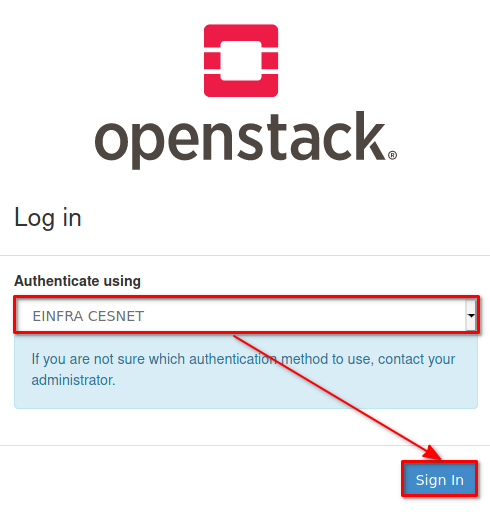 openstack®
Log in
Authenticate using
EINFRA CESNET
If you are not sure which authentication method to use, contact your
administrator.
Sign In